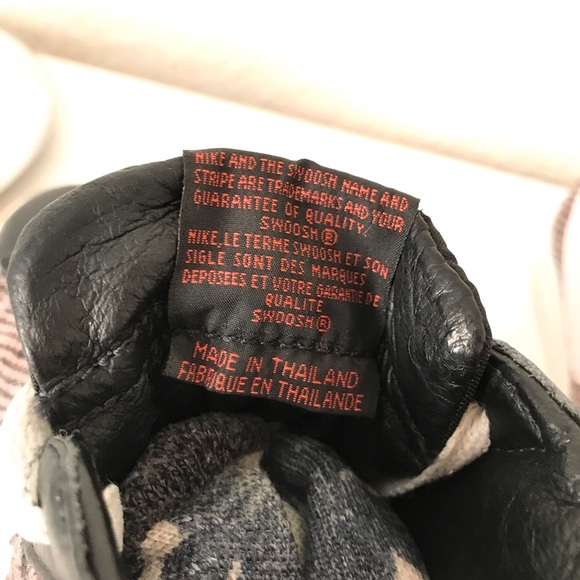 NIKE AND THE SWOOSH NAME AND
STRIPE ARE TRADEMARKS AND YOUR
GUARANTEE OF QUALITY.
SWOOSH®
NIKE, LE TERME SWOOSH ET SON
SIGLE SONT DES MARQUES
DEPOSEES ET VOTRE GARANTIE DE
QUALITE
SWOOSH®
MADE IN THAILAND
FABRIQUE EN THAILANDE